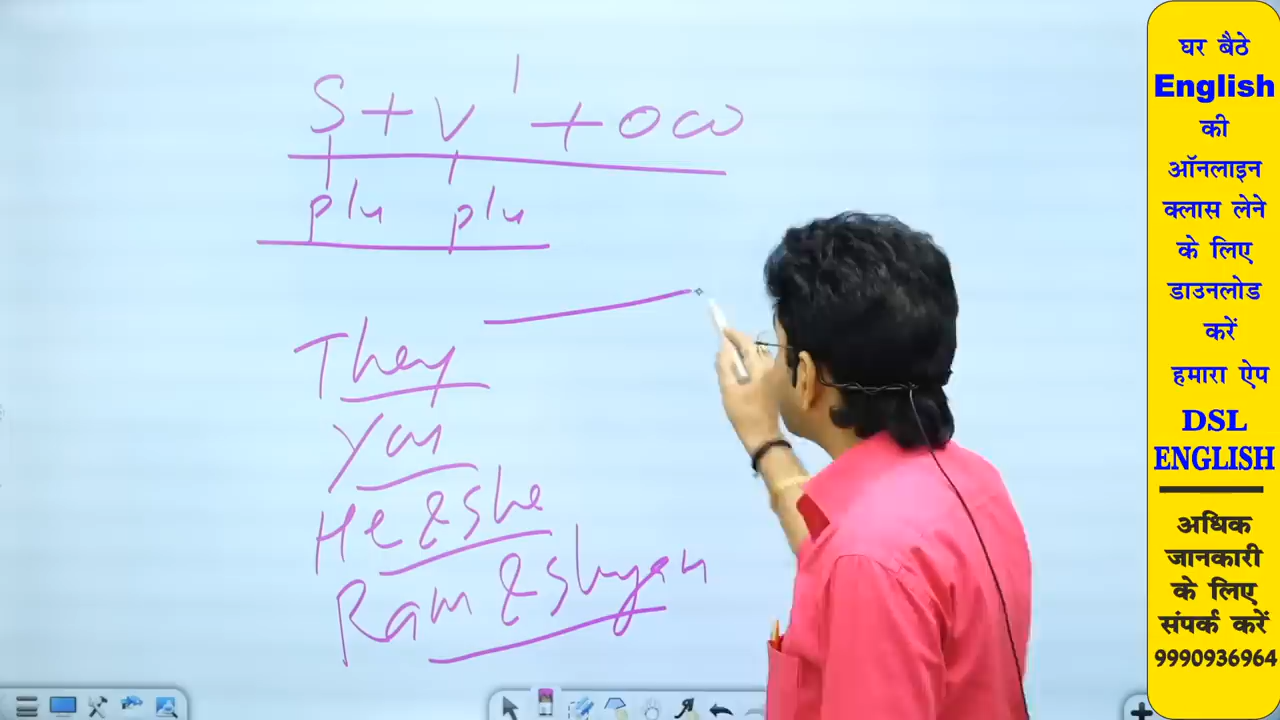 S + V¹ + OCO
plu plu
They
You
He & She
Ram & Shyam
घर बैठे
English
की
ऑनलाइन
क्लास लेने
के लिए
डाउनलोड
करें
हमारा ऐप
DSL
ENGLISH
अधिक
जानकारी
के लिए
संपर्क करें
9990936964